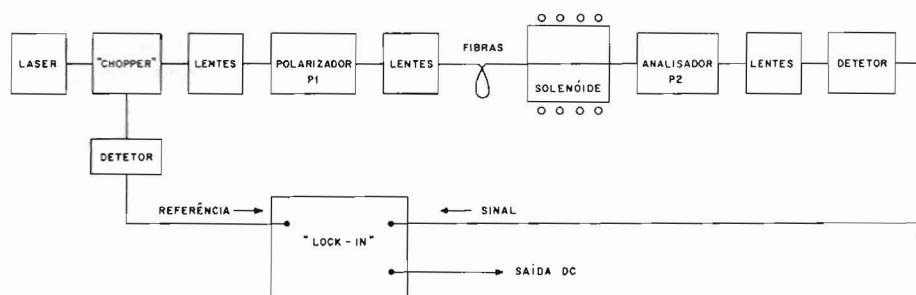 LASER
"CHOPPER"
LENTES
POLARIZADOR
P1
LENTES
FIBRAS
SOLENÓIDE
ANALISADOR
P2
LENTES
DETETOR
DETETOR
REFERÊNCIA
SINAL
"LOCK-IN"
SAÍDA DC